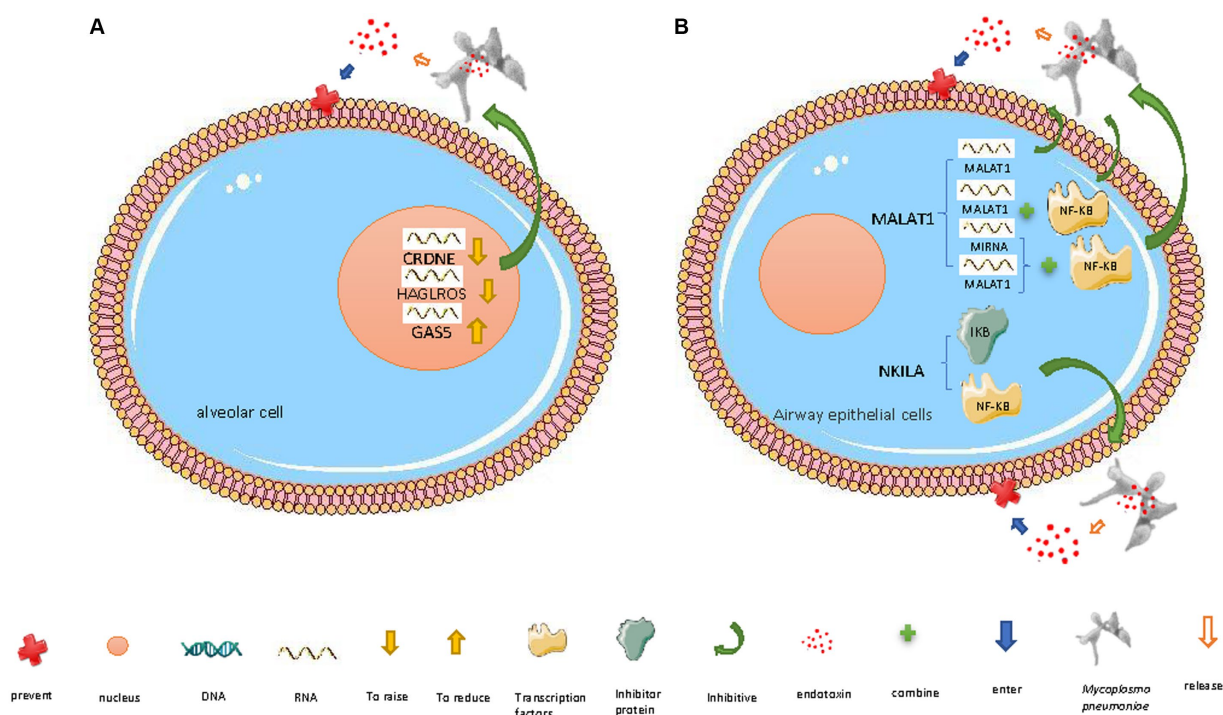 A
CRDNE
HAGLROS
GAS5
alveolar cell
B
MALAT1
MALAT1
MALAT1
NF-KB
MIRNA
MALAT1
NF-KB
NKILA
IKB
NF-KB
Airway epithelial cells
prevent
nucleus
DNA
RNA
To raise
To reduce
Transcription
factors
Inhibitor
protein
Inhibitive
endotoxin
combine
enter
Mycoplasma
pneumoniae
release